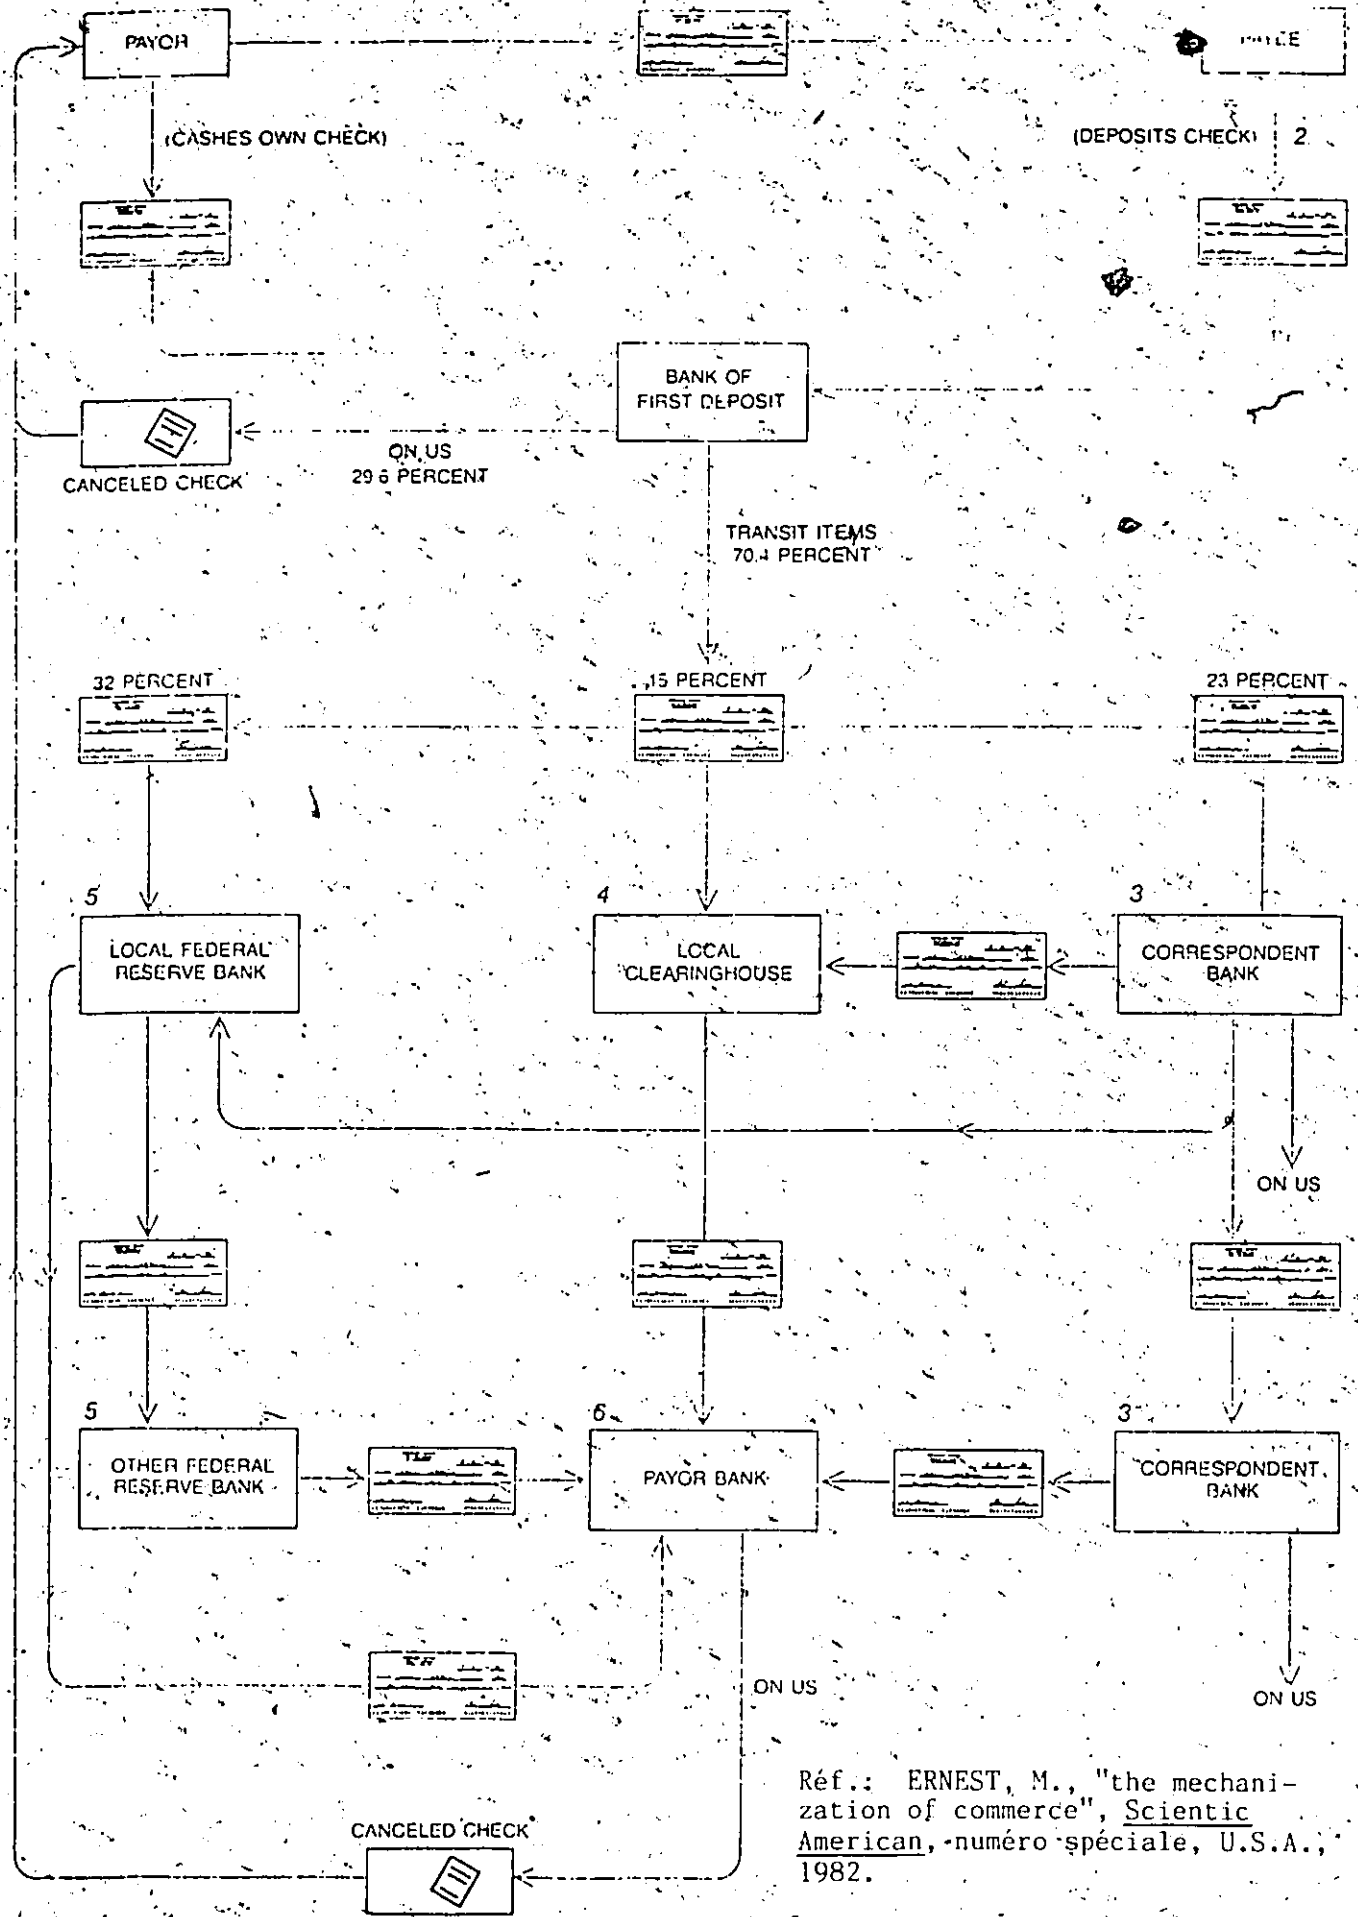 PAYOR
(CASHES OWN CHECK)
(DEPOSITS CHECK)
2
BANK OF
FIRST DEPOSIT
ON US
29.6 PERCENT
CANCELED CHECK
TRANSIT ITEMS
70.4 PERCENT
32 PERCENT
15 PERCENT
23 PERCENT
5
4
3
LOCAL FEDERAL
RESERVE BANK
LOCAL
CLEARINGHOUSE
CORRESPONDENT
BANK
ON US
5
6
3
OTHER FEDERAL
RESERVE BANK
PAYOR BANK
CORRESPONDENT
BANK
ON US
ON US
CANCELED CHECK
Réf.: ERNEST, M., "the mechani-
zation of commerce", Scientic
American, numéro spéciale, U.S.A.,
1982.